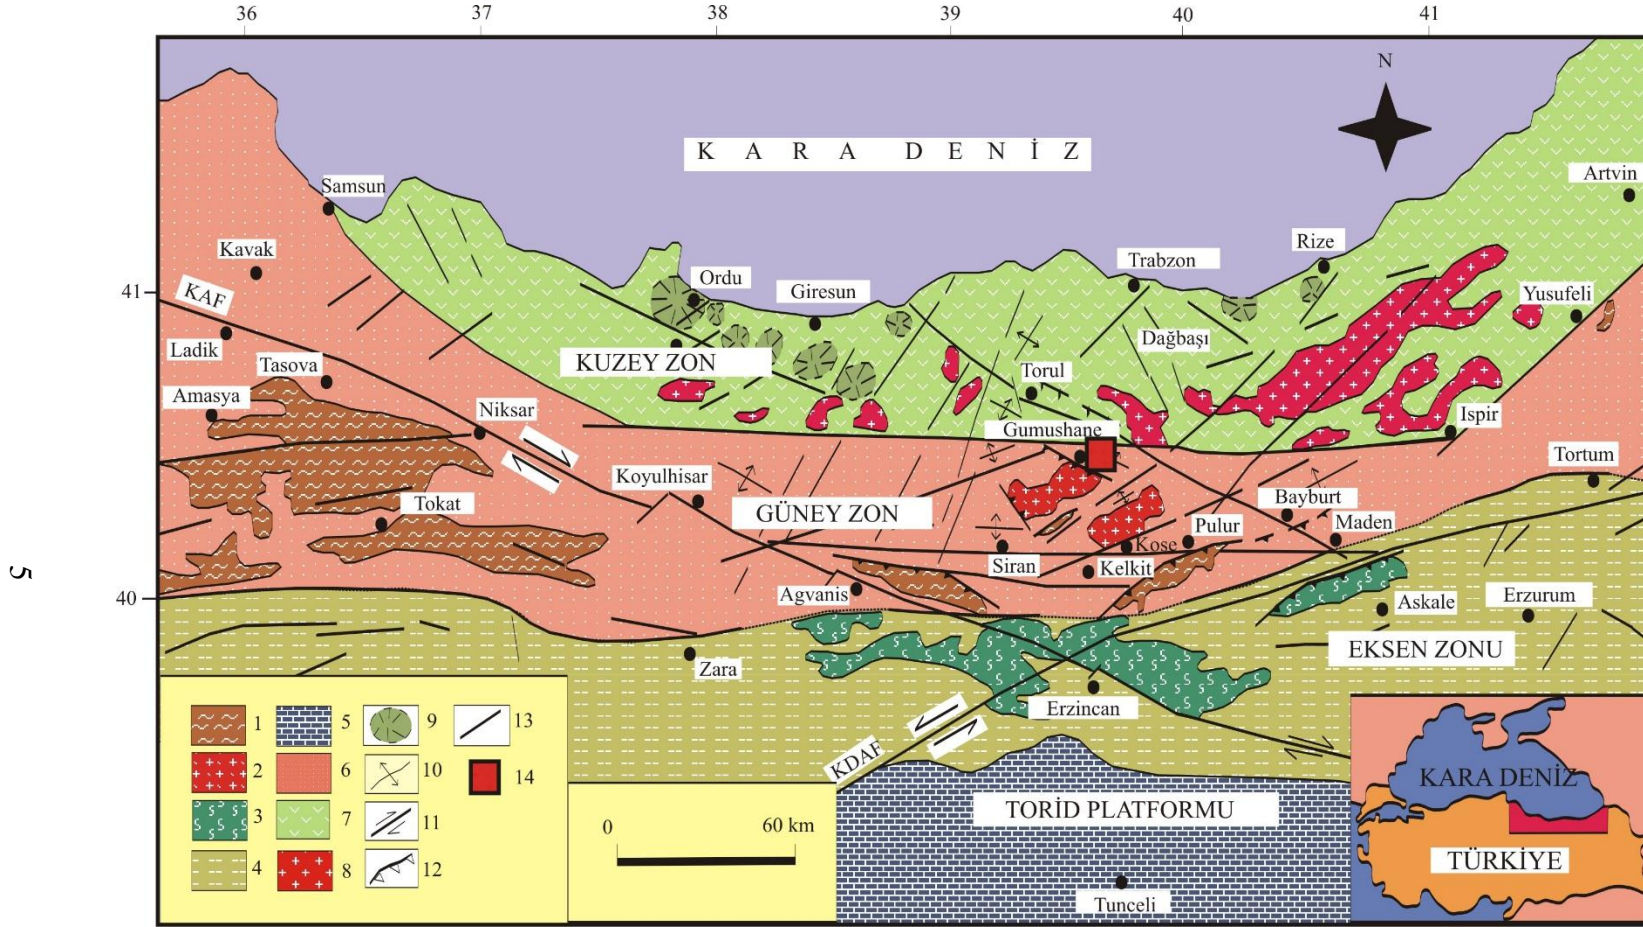 36 37 38 39 40 41
N
K A R A D E N İ Z
Artvin
Samsun
Kavak
Rize
Trabzon
Ordu
Giresun
41
KAF
Yusufeli
Ladik
Dağbaşı
Tasova
KUZEY ZON
Torul
Amasya
Niksar
Ispir
Gumushane
Tortum
Koyulhisar
Bayburt
Tokat
GÜNEY ZON
Pulur
Maden
Kose
Siran
Kelkit
5
40
Agvanis
Askale
Erzurum
EKSEN ZONU
Zara
Erzincan
KDAF
1 5 9 13
2 6 10 14
3 7 11
4 8 12
0 60 km
TORİD PLATFORMU
Tunceli
KARA DENİZ
TÜRKİYE